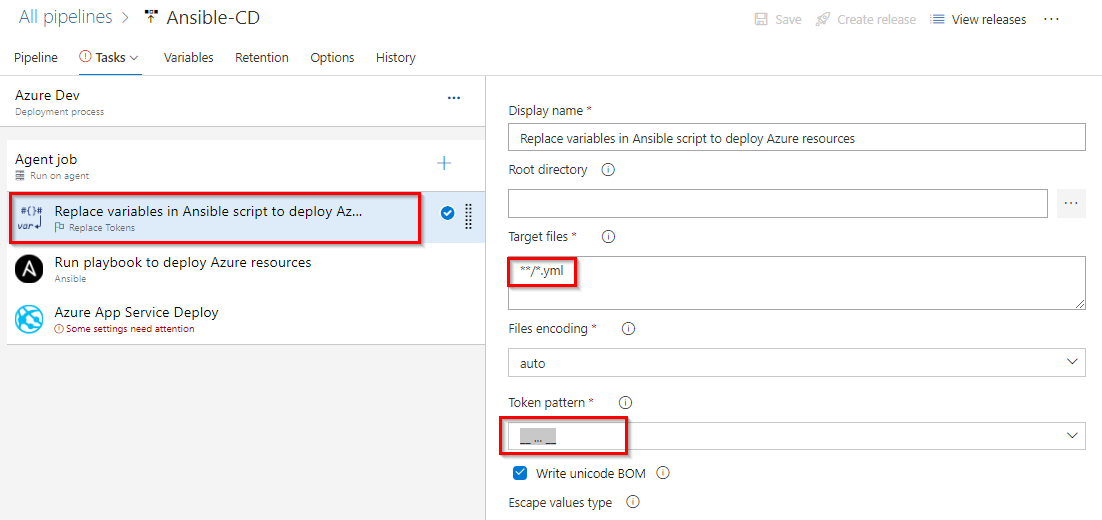 All pipelines > Ansible-CD
Save Create release View releases ...
Pipeline Tasks Variables Retention Options History
Azure Dev
Deployment process
...
Agent job
Run on agent
+
#{}#
var
Replace variables in Ansible script to deploy Az...
Replace Tokens
A
Run playbook to deploy Azure resources
Ansible
Azure App Service Deploy
Some settings need attention
Display name *
Replace variables in Ansible script to deploy Azure resources
Root directory
...
Target files *
**/*.yml
Files encoding *
auto
Token pattern *
__ ... __
Write unicode BOM
Escape values type